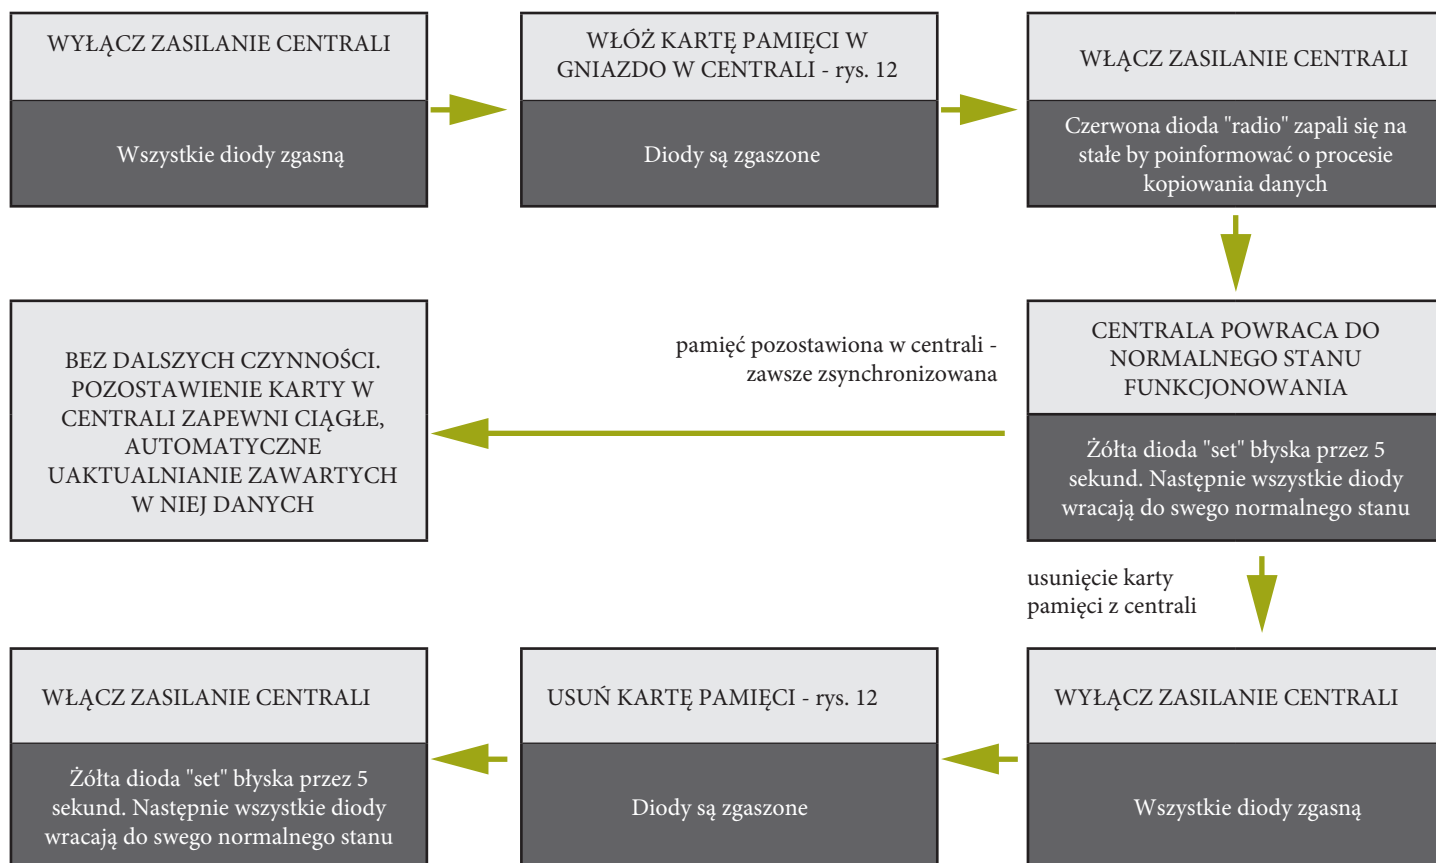 WYŁĄCZ ZASILANIE CENTRALI
Wszystkie diody zgasną
WŁÓŻ KARTĘ PAMIĘCI W
GNIAZDO W CENTRALI - rys. 12
Diody są zgaszone
WŁĄCZ ZASILANIE CENTRALI
Czerwona dioda "radio" zapali się na
stałe by poinformować o procesie
kopiowania danych
CENTRALA POWRACA DO
NORMALNEGO STANU
FUNKCJONOWANIA
Żółta dioda "set" błyska przez 5
sekund. Następnie wszystkie diody
wracają do swego normalnego stanu
pamięć pozostawiona w centrali -
zawsze zsynchronizowana
BEZ DALSZYCH CZYNNOŚCI.
POZOSTAWIENIE KARTY W
CENTRALI ZAPEWNI CIĄGŁE,
AUTOMATYCZNE
UAKTUALNIANIE ZAWARTYCH
W NIEJ DANYCH
usunięcie karty
pamięci z centrali
WYŁĄCZ ZASILANIE CENTRALI
Wszystkie diody zgasną
USUŃ KARTĘ PAMIĘCI - rys. 12
Diody są zgaszone
WŁĄCZ ZASILANIE CENTRALI
Żółta dioda "set" błyska przez 5
sekund. Następnie wszystkie diody
wracają do swego normalnego stanu